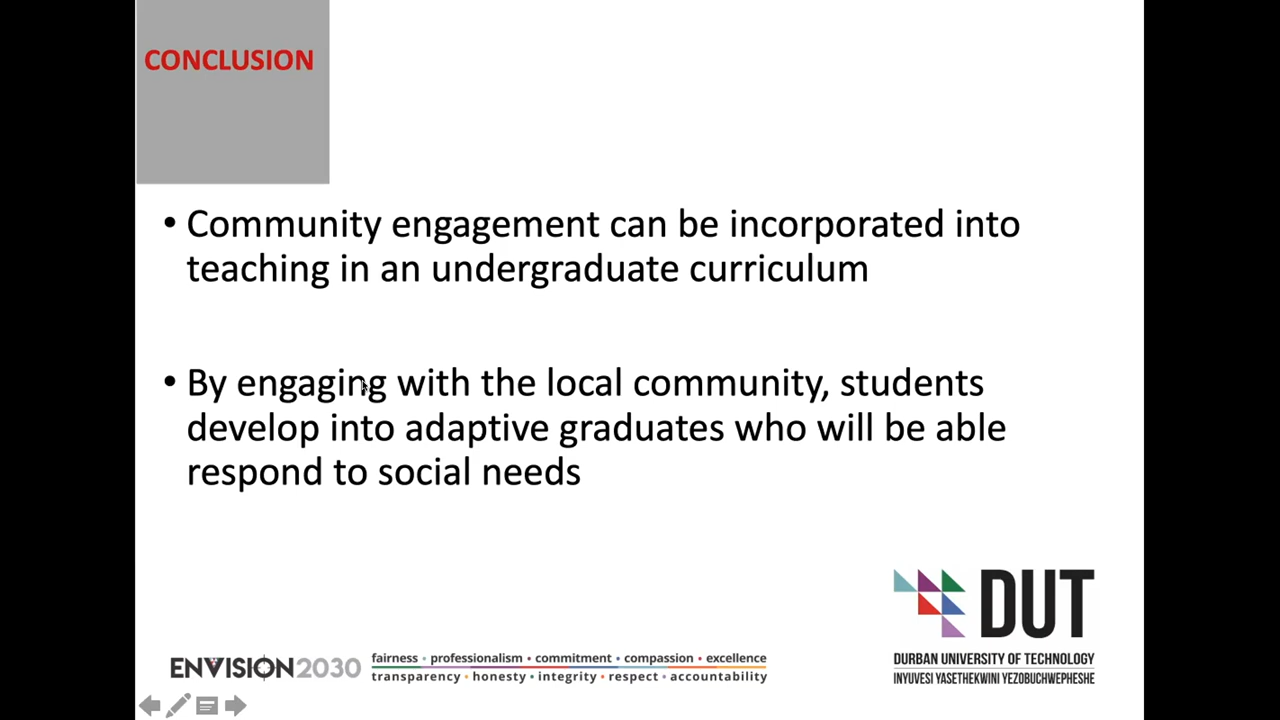 CONCLUSION
• Community engagement can be incorporated into
teaching in an undergraduate curriculum
• By engaging with the local community, students
develop into adaptive graduates who will be able
respond to social needs
DUT
DURBAN UNIVERSITY OF TECHNOLOGY
INYUVESI YASETHEKWINI YEZOBUCHWEPHESHE
ENVISION2030
fairness • professionalism • commitment • compassion • excellence
transparency • honesty • integrity • respect • accountability